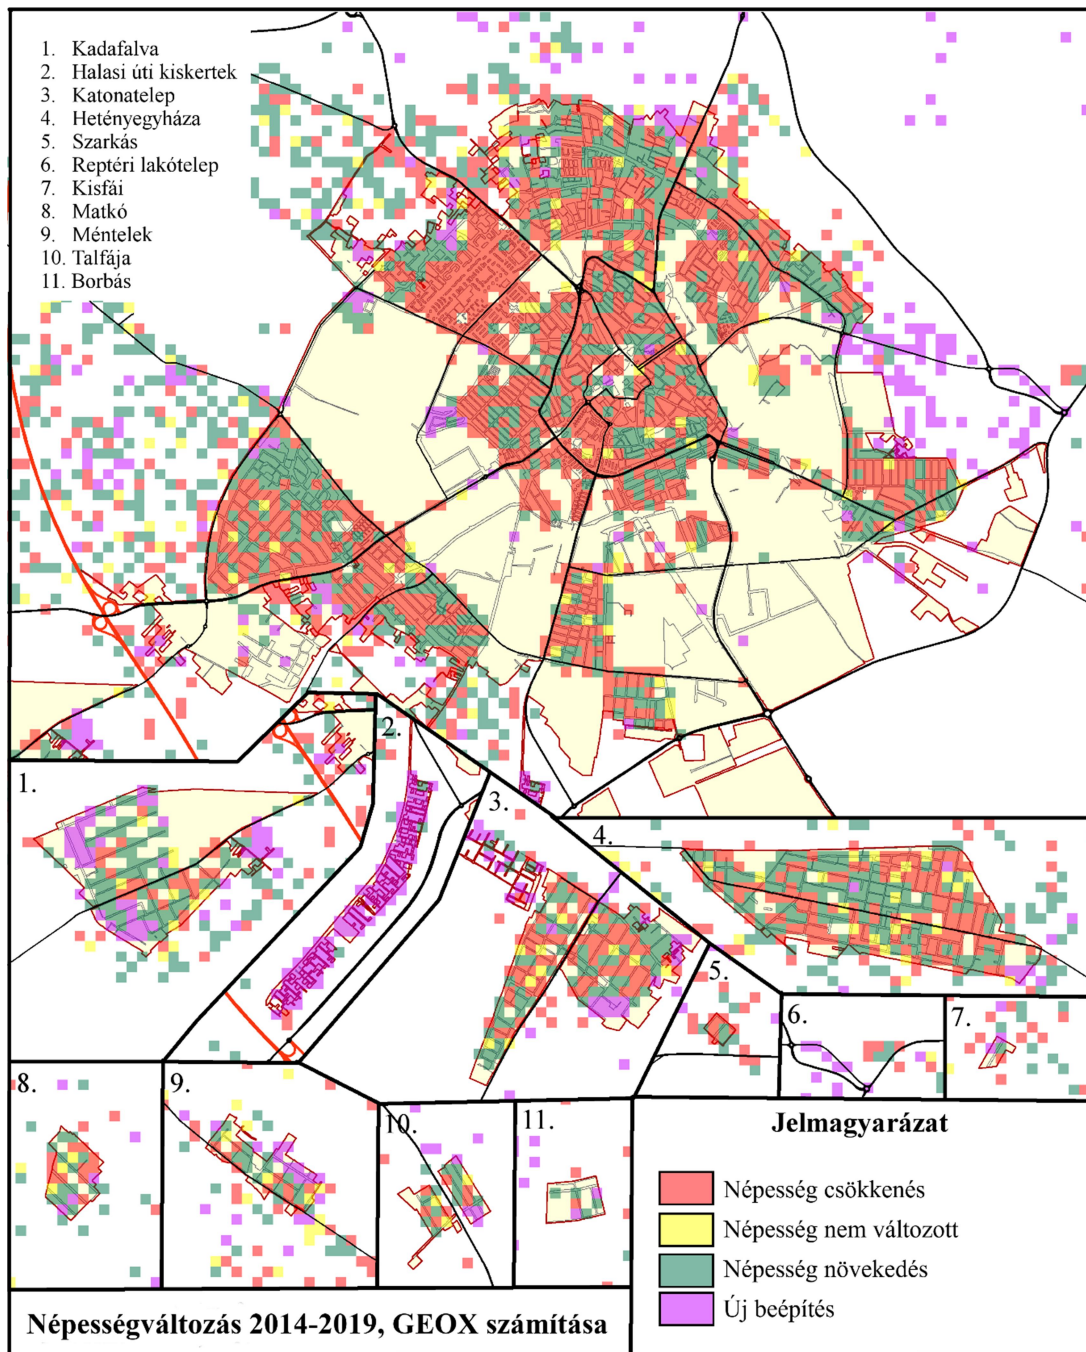 1. Kadafalva
2. Halasi úti kiskertek
3. Katonatelep
4. Hetényegyháza
5. Szarkás
6. Reptéri lakótelep
7. Kisfái
8. Matkó
9. Méntelek
10. Talfája
11. Borbás
1.
2.
3.
4.
5.
6.
7.
8.
9.
10.
11.
Jelmagyarázat
Népesség csökkenés
Népesség nem változott
Népesség növekedés
Új beépítés
Népességváltozás 2014-2019, GEOX számítása